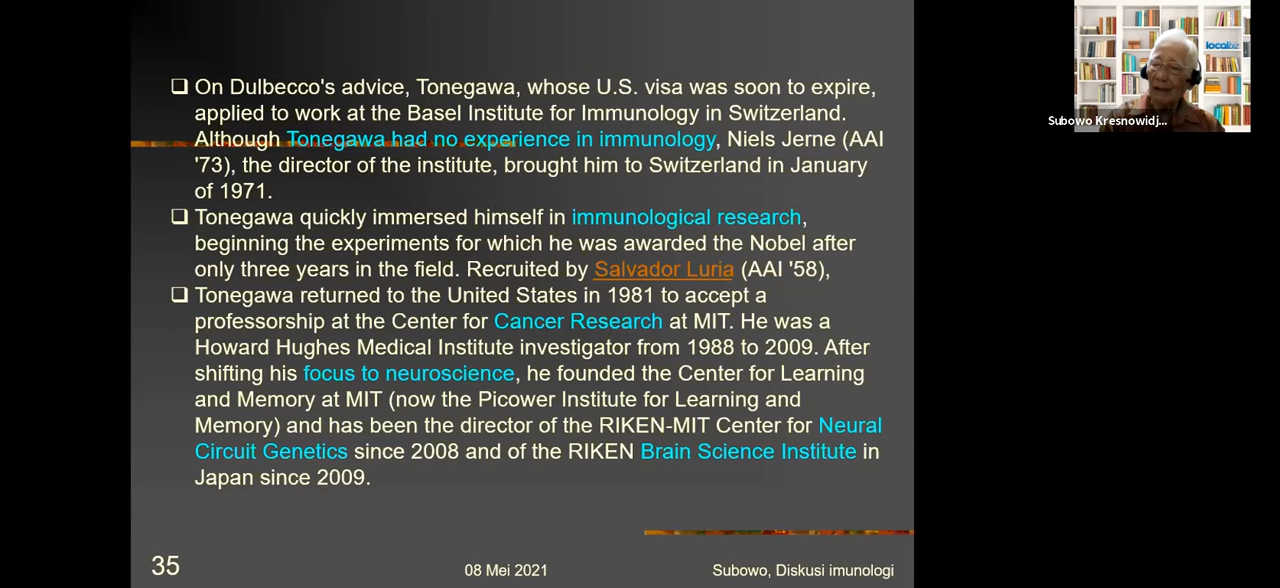 ❑ On Dulbecco's advice, Tonegawa, whose U.S. visa was soon to expire,
applied to work at the Basel Institute for Immunology in Switzerland.
Although Tonegawa had no experience in immunology, Niels Jerne (AAI
'73), the director of the institute, brought him to Switzerland in January
of 1971.
❑ Tonegawa quickly immersed himself in immunological research,
beginning the experiments for which he was awarded the Nobel after
only three years in the field. Recruited by Salvador Luria (AAI '58),
❑ Tonegawa returned to the United States in 1981 to accept a
professorship at the Center for Cancer Research at MIT. He was a
Howard Hughes Medical Institute investigator from 1988 to 2009. After
shifting his focus to neuroscience, he founded the Center for Learning
and Memory at MIT (now the Picower Institute for Learning and
Memory) and has been the director of the RIKEN-MIT Center for Neural
Circuit Genetics since 2008 and of the RIKEN Brain Science Institute in
Japan since 2009.
35
08 Mei 2021
Subowo, Diskusi imunologi
localbiz
Subowo Kresnowidj...